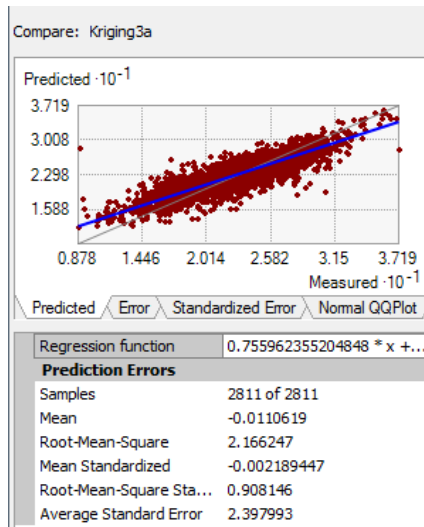 Compare: Kriging3a
Predicted ·10⁻¹
3.719
3.008
2.298
1.588
0.878 1.446 2.014 2.582 3.15 3.719
Measured ·10⁻¹
Predicted Error Standardized Error Normal QQPlot
Regression function 0.755962355204848 * x +...
Prediction Errors
Samples 2811 of 2811
Mean -0.0110619
Root-Mean-Square 2.166247
Mean Standardized -0.002189447
Root-Mean-Square Sta... 0.908146
Average Standard Error 2.397993